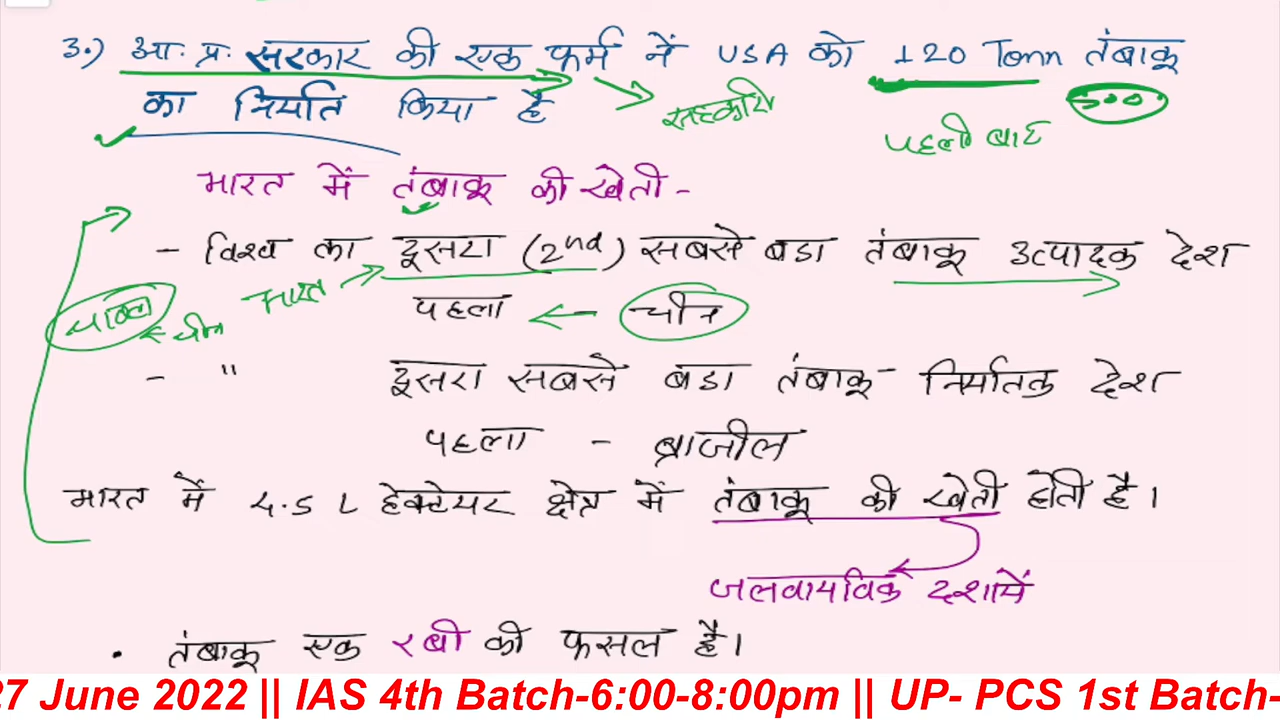 3.) आ. प्र. सरकार की एक फर्म ने USA को 120 Tonn तंबाकू
का निर्यात किया है
सहकारी
पहली बार
भारत में तंबाकू की खेती -
- विश्व का दूसरा (2nd) सबसे बडा तंबाकू उत्पादक देश
भारत
पहला ← चीन
चावल ← चीन
- " दूसरा सबसे बडा तंबाकू निर्यातक देश
पहला - ब्राजील
भारत में 4.5 L हेक्टेयर क्षेत्र में तंबाकू की खेती होती है।
जलवायविक दशायें
• तंबाकू एक रबी की फसल है।
27 June 2022 || IAS 4th Batch-6:00-8:00pm || UP- PCS 1st Batch-